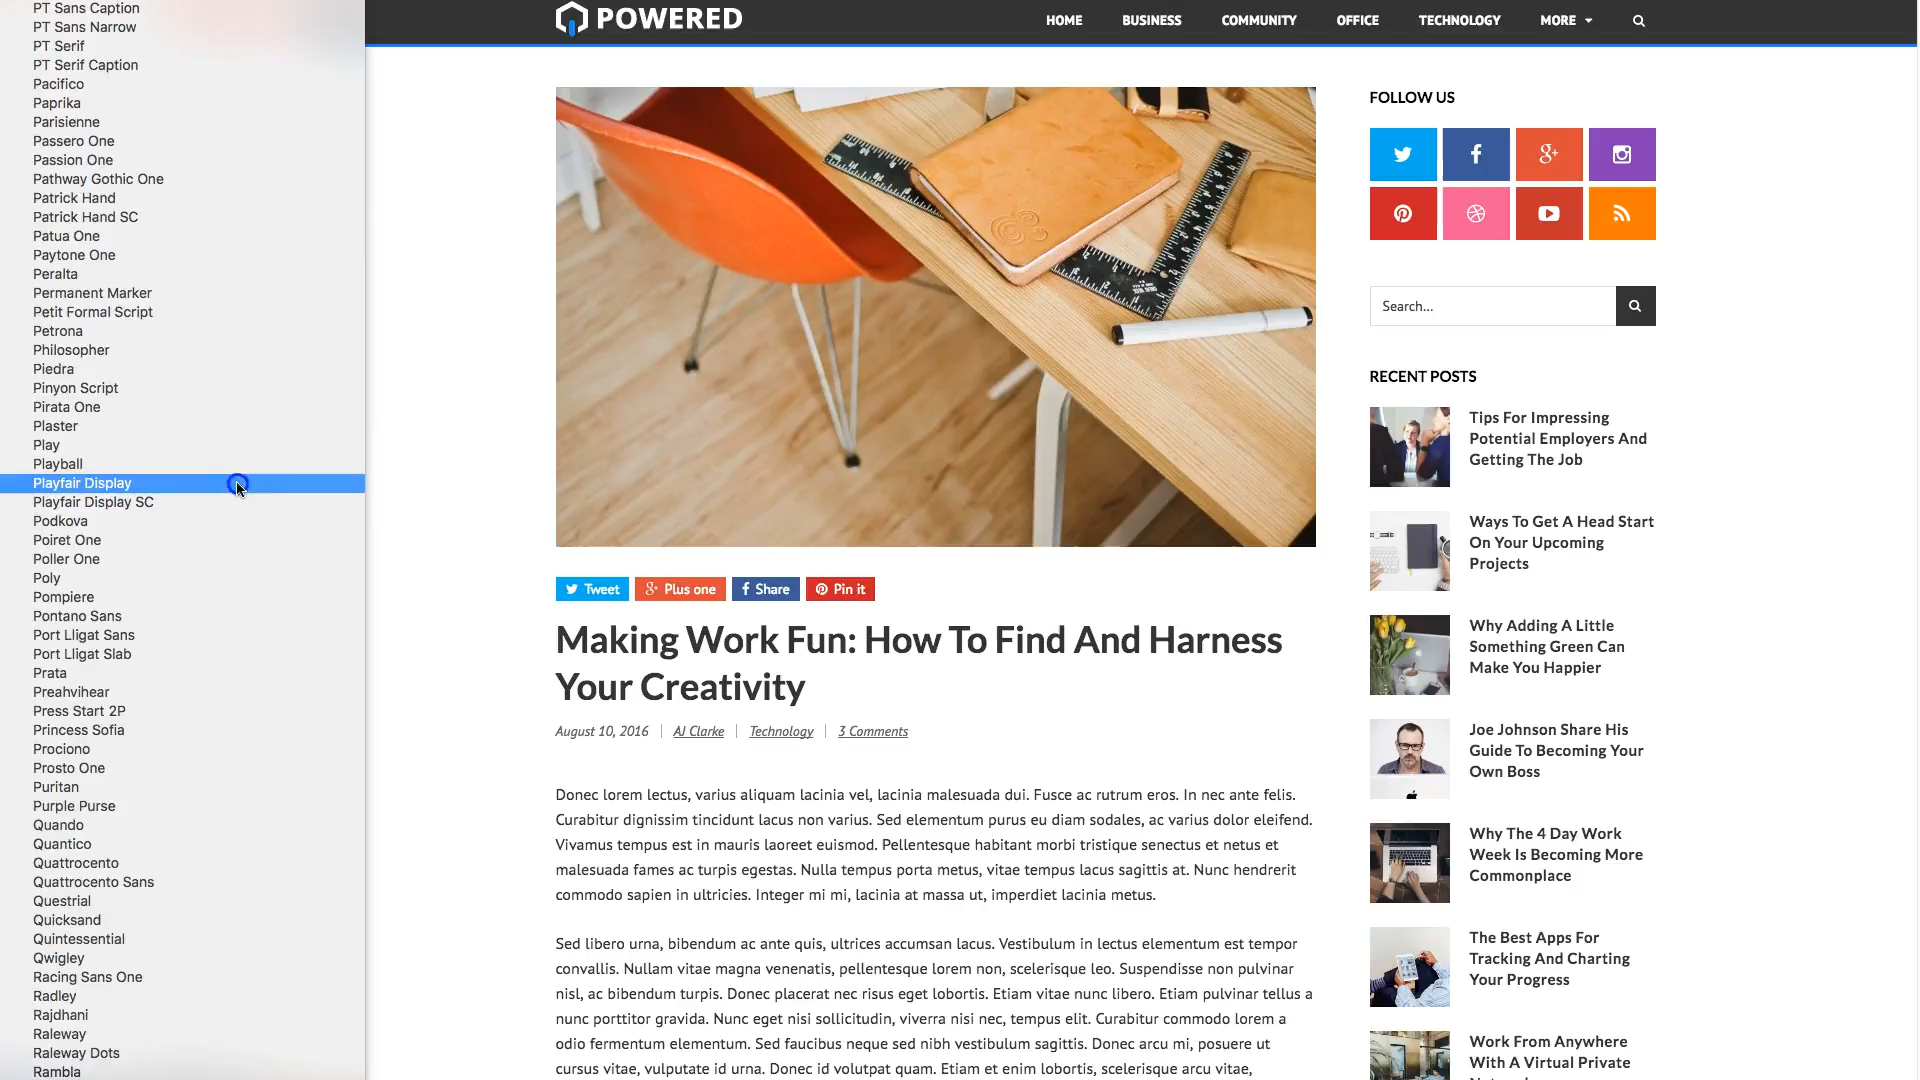 PT Sans Caption
PT Sans Narrow
PT Serif
PT Serif Caption
Pacifico
Paprika
Parisienne
Passero One
Passion One
Pathway Gothic One
Patrick Hand
Patrick Hand SC
Patua One
Paytone One
Peralta
Permanent Marker
Petit Formal Script
Petrona
Philosopher
Piedra
Pinyon Script
Pirata One
Plaster
Play
Playball
Playfair Display
Playfair Display SC
Podkova
Poiret One
Poller One
Poly
Pompiere
Pontano Sans
Port Lligat Sans
Port Lligat Slab
Prata
Preahvihear
Press Start 2P
Princess Sofia
Prociono
Prosto One
Puritan
Purple Purse
Quando
Quantico
Quattrocento
Quattrocento Sans
Questrial
Quicksand
Quintessential
Qwigley
Racing Sans One
Radley
Rajdhani
Raleway
Raleway Dots
Rambla
POWERED
HOME BUSINESS COMMUNITY OFFICE TECHNOLOGY MORE
Tweet
Plus one
Share
Pin it
Making Work Fun: How To Find And Harness
Your Creativity
August 10, 2016 AJ Clarke Technology 3 Comments
Donec lorem lectus, varius aliquam lacinia vel, lacinia malesuada dui. Fusce ac rutrum eros. In nec ante felis.
Curabitur dignissim tincidunt lacus non varius. Sed elementum purus eu diam sodales, ac varius dolor eleifend.
Vivamus tempus est in mauris laoreet euismod. Pellentesque habitant morbi tristique senectus et netus et
malesuada fames ac turpis egestas. Nulla tempus porta metus, vitae tempus lacus sagittis at. Nunc hendrerit
commodo sapien in ultricies. Integer mi mi, lacinia at massa ut, imperdiet lacinia metus.
Sed libero urna, bibendum ac ante quis, ultrices accumsan lacus. Vestibulum in lectus elementum est tempor
convallis. Nullam vitae magna venenatis, pellentesque lorem non, scelerisque leo. Suspendisse non pulvinar
nisl, ac bibendum turpis. Donec placerat nec risus eget lobortis. Etiam vitae nunc libero. Etiam pulvinar tellus a
nunc porttitor gravida. Nunc eget nisi sollicitudin, viverra nisi nec, tempus elit. Curabitur commodo lorem a
odio fermentum elementum. Sed faucibus neque sed nibh vestibulum sagittis. Donec arcu mi, posuere ut
cursus vitae, vulputate id urna. Donec id volutpat quam. Etiam et enim lobortis, scelerisque arcu vitae,
FOLLOW US
Search...
RECENT POSTS
Tips For Impressing
Potential Employers And
Getting The Job
Ways To Get A Head Start
On Your Upcoming
Projects
Why Adding A Little
Something Green Can
Make You Happier
Joe Johnson Share His
Guide To Becoming Your
Own Boss
Why The 4 Day Work
Week Is Becoming More
Commonplace
The Best Apps For
Tracking And Charting
Your Progress
Work From Anywhere
With A Virtual Private